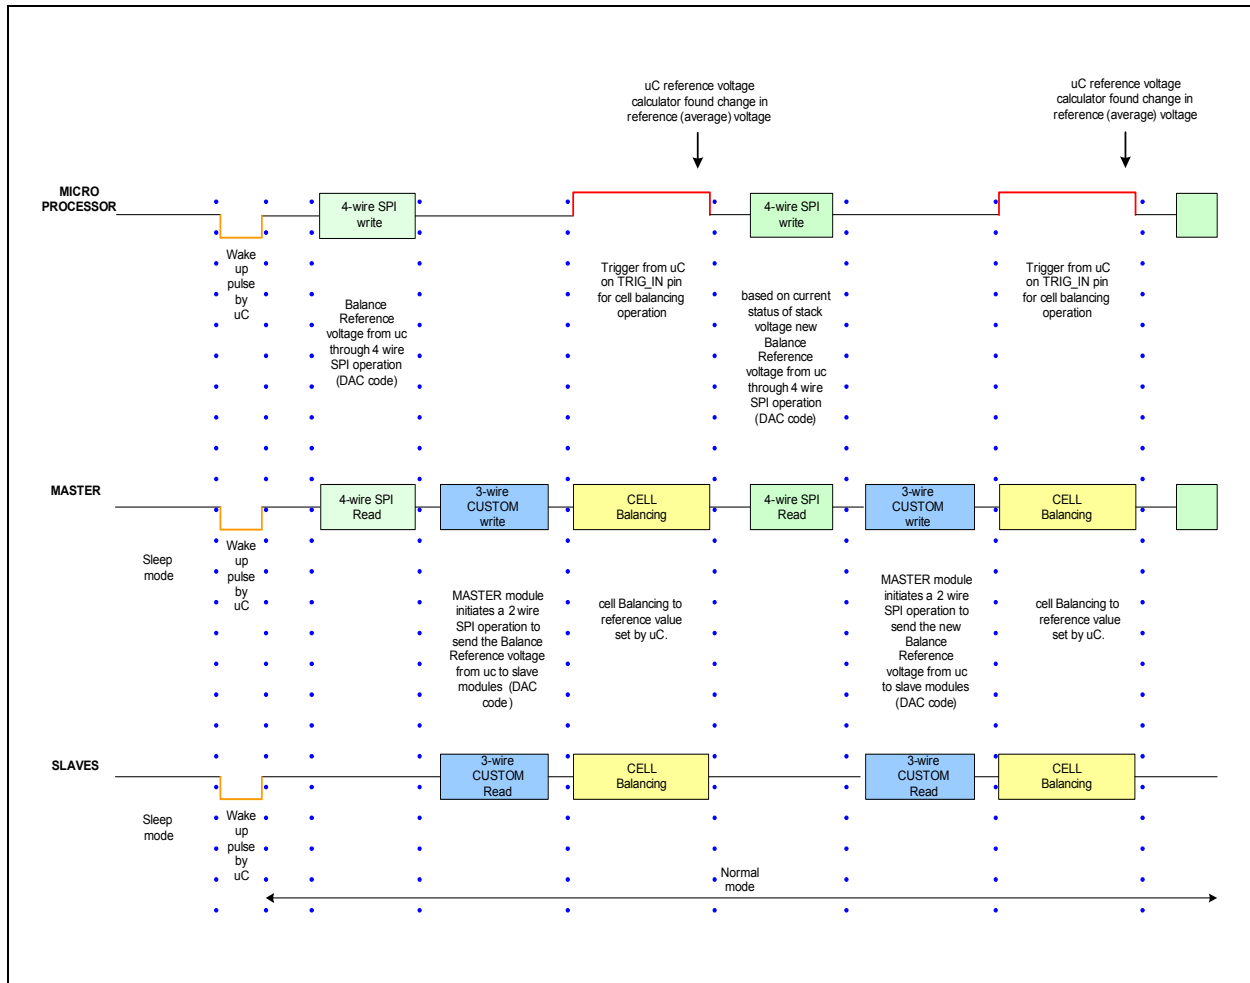 uC reference voltage
calculator found change in
reference (average) voltage
uC reference voltage
calculator found change in
reference (average) voltage
MICRO
PROCESSOR
4-wire SPI
write
4-wire SPI
write
Wake
up
pulse
by
uC
Balance
Reference
voltage from uc
through 4 wire
SPI operation
(DAC code)
Trigger from uC
on TRIG_IN pin
for cell balancing
operation
based on current
status of stack
voltage new
Balance
Reference
voltage from uc
through 4 wire
SPI operation
(DAC code)
Trigger from uC
on TRIG_IN pin
for cell balancing
operation
MASTER
4-wire SPI
Read
3-wire
CUSTOM
write
CELL
Balancing
4-wire SPI
Read
3-wire
CUSTOM
write
CELL
Balancing
Sleep
mode
Wake
up
pulse
by
uC
MASTER module
initiates a 2 wire
SPI operation to
send the Balance
Reference voltage
from uc to slave
modules (DAC
code )
cell Balancing to
reference value
set by uC.
MASTER module
initiates a 2 wire
SPI operation to
send the new
Balance
Reference
voltage from uc
to slave modules
(DAC code)
cell Balancing to
reference value
set by uC.
SLAVES
3-wire
CUSTOM
Read
CELL
Balancing
3-wire
CUSTOM
Read
CELL
Balancing
Sleep
mode
Wake
up
pulse
by
uC
Normal
mode